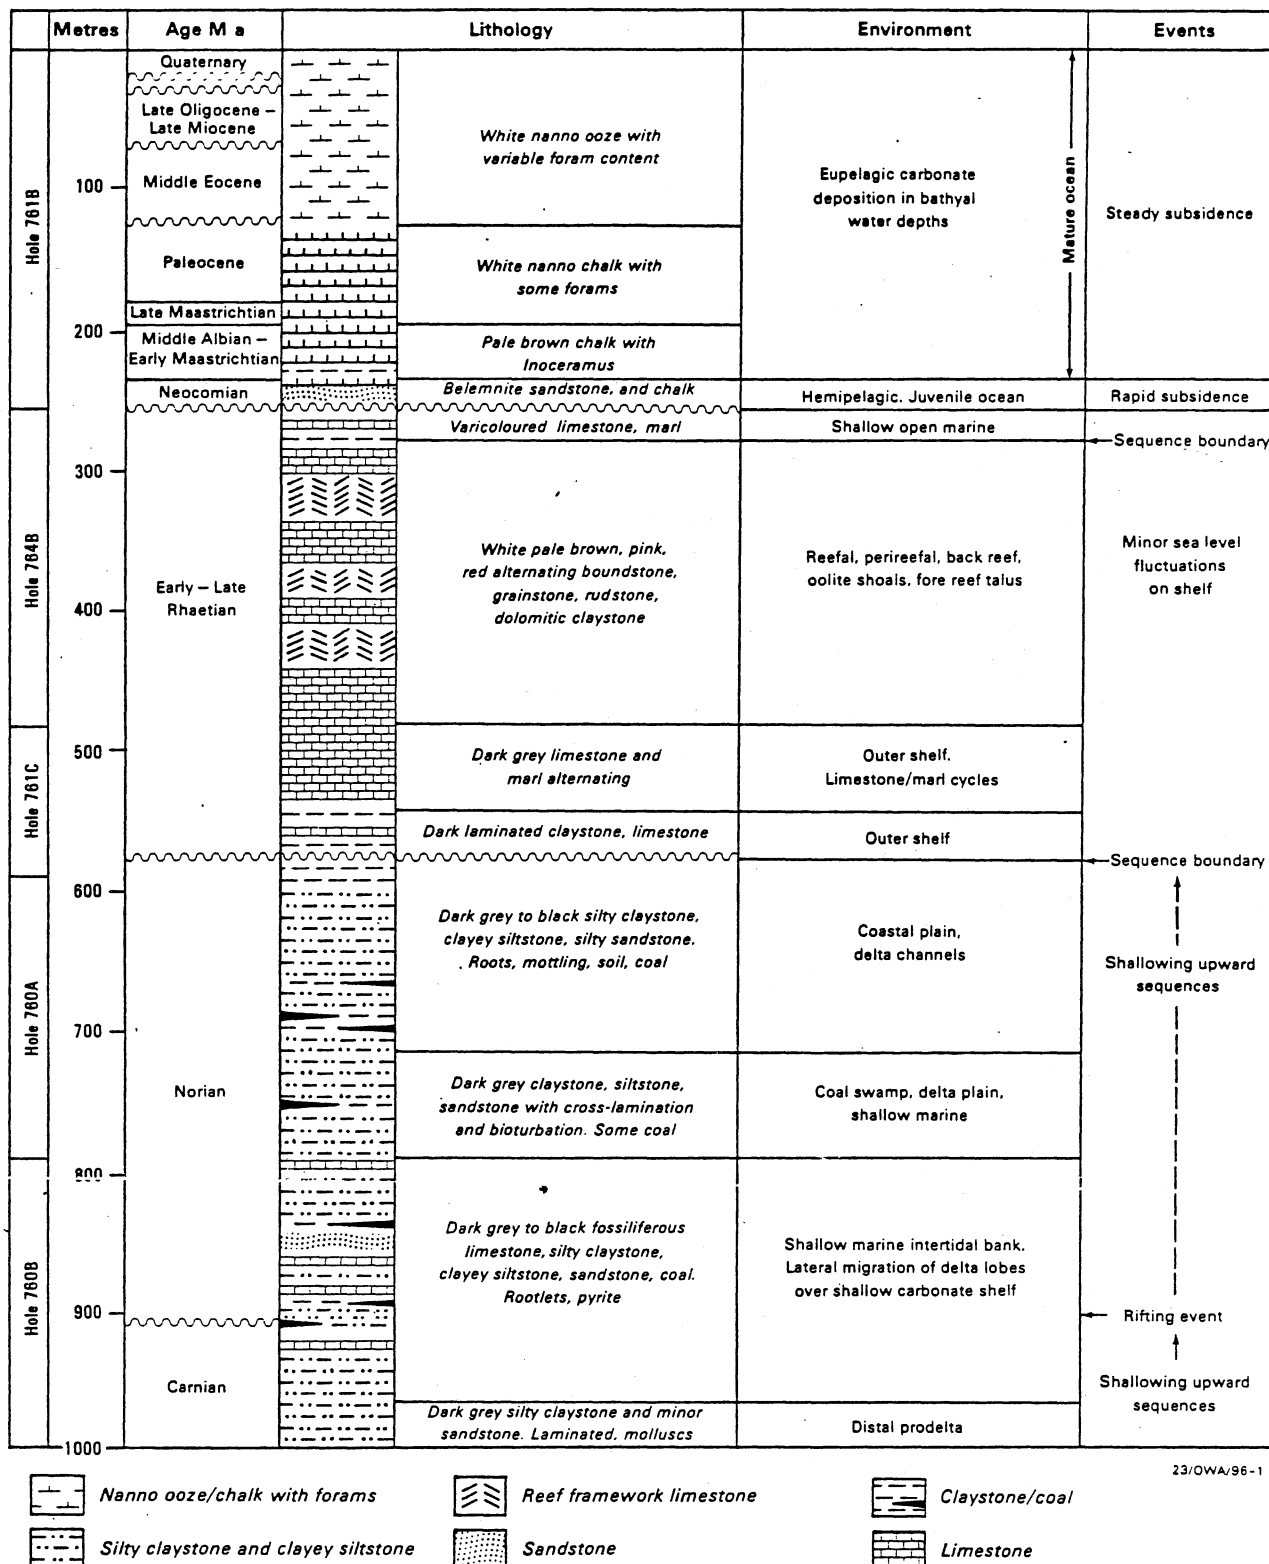 Metres
Age M a
Lithology
Environment
Events
Hole 761B
Hole 764B
Hole 761C
Hole 760A
Hole 760B
100
200
300
400
500
600
700
800
900
1000
Quaternary
Late Oligocene –
Late Miocene
Middle Eocene
Paleocene
Late Maastrichtian
Middle Albian –
Early Maastrichtian
Neocomian
Early – Late
Rhaetian
Norian
Carnian
White nanno ooze with
variable foram content
White nanno chalk with
some forams
Pale brown chalk with
Inoceramus
Belemnite sandstone, and chalk
Varicoloured limestone, marl
White pale brown, pink,
red alternating boundstone,
grainstone, rudstone,
dolomitic claystone
Dark grey limestone and
marl alternating
Dark laminated claystone, limestone
Dark grey to black silty claystone,
clayey siltstone, silty sandstone.
Roots, mottling, soil, coal
Dark grey claystone, siltstone,
sandstone with cross-lamination
and bioturbation. Some coal
Dark grey to black fossiliferous
limestone, silty claystone,
clayey siltstone, sandstone, coal.
Rootlets, pyrite
Dark grey silty claystone and minor
sandstone. Laminated, molluscs
Eupelagic carbonate
deposition in bathyal
water depths
Mature ocean
Hemipelagic. Juvenile ocean
Shallow open marine
Reefal, perireefal, back reef,
oolite shoals, fore reef talus
Outer shelf.
Limestone/marl cycles
Outer shelf
Coastal plain,
delta channels
Coal swamp, delta plain,
shallow marine
Shallow marine intertidal bank.
Lateral migration of delta lobes
over shallow carbonate shelf
Distal prodelta
Steady subsidence
Rapid subsidence
Sequence boundary
Minor sea level
fluctuations
on shelf
Sequence boundary
Shallowing upward
sequences
Rifting event
Shallowing upward
sequences
23/OWA/96-1
Nanno ooze/chalk with forams
Reef framework limestone
Claystone/coal
Silty claystone and clayey siltstone
Sandstone
Limestone